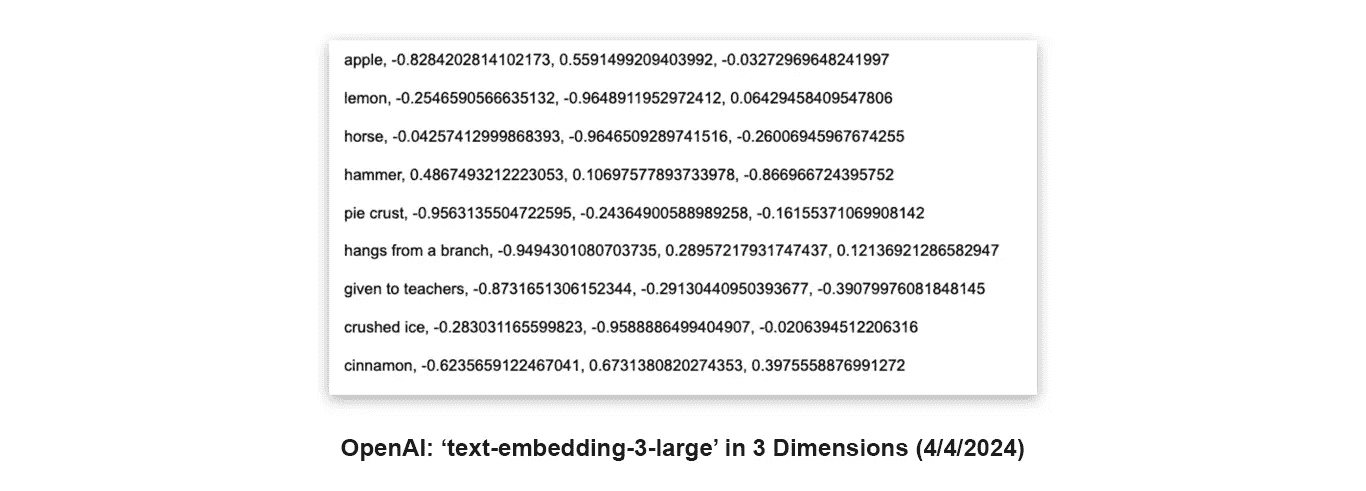 apple, -0.8284202814102173, 0.5591499209403992, -0.03272969648241997
lemon, -0.2546590566635132, -0.9648911952972412, 0.06429458409547806
horse, -0.04257412999868393, -0.9646509289741516, -0.26006945967674255
hammer, 0.4867493212223053, 0.10697577893733978, -0.866966724395752
pie crust, -0.9563135504722595, -0.24364900588989258, -0.16155371069908142
hangs from a branch, -0.9494301080703735, 0.28957217931747437, 0.12136921286582947
given to teachers, -0.8731651306152344, -0.29130440950393677, -0.39079976081848145
crushed ice, -0.283031165599823, -0.9588886499404907, -0.0206394512206316
cinnamon, -0.6235659122467041, 0.6731380820274353, 0.3975558876991272
OpenAI: ‘text-embedding-3-large’ in 3 Dimensions (4/4/2024)